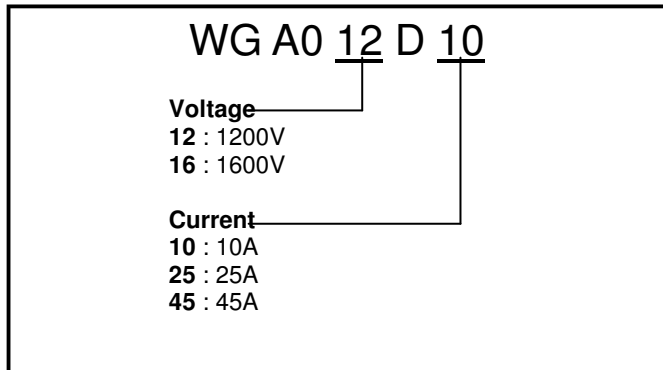 WG A0 12 D 10
Voltage
12 : 1200V
16 : 1600V
Current
10 : 10A
25 : 25A
45 : 45A